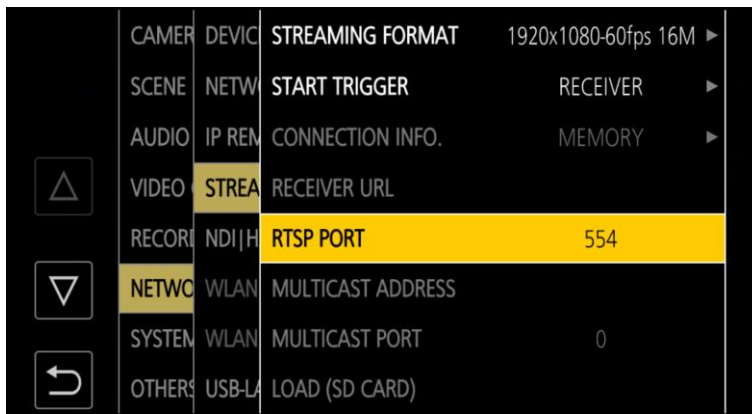 CAMER DEVIC STREAMING FORMAT 1920x1080-60fps 16M
SCENE NETW START TRIGGER RECEIVER
AUDIO IP REM CONNECTION INFO. MEMORY
VIDEO STREA RECEIVER URL
RECORD NDI|H RTSP PORT 554
NETWO WLAN MULTICAST ADDRESS
SYSTEM WLAN MULTICAST PORT 0
OTHERS USB-LA LOAD (SD CARD)